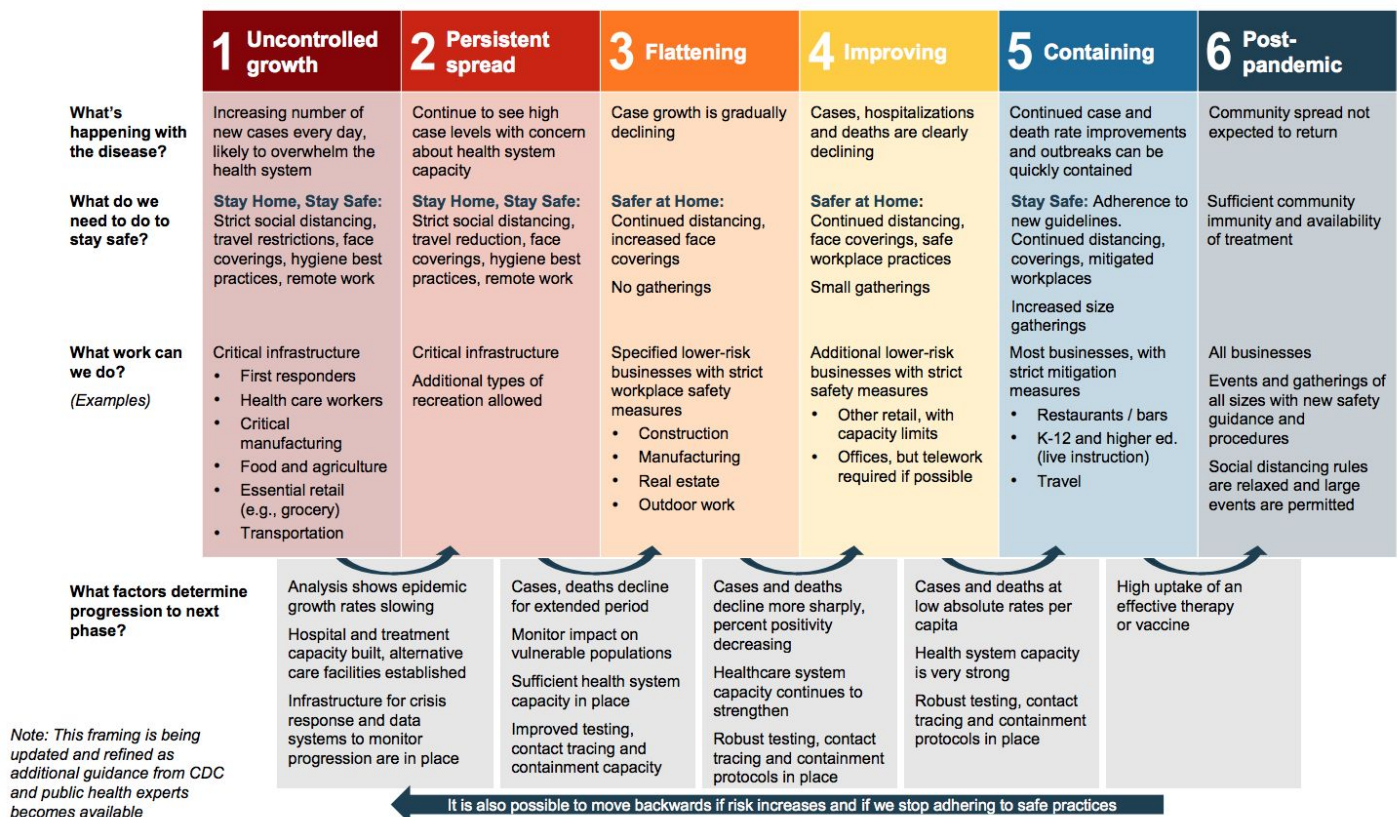 1 Uncontrolled
growth
2 Persistent
spread
3 Flattening
4 Improving
5 Containing
6 Post-
pandemic
What's
happening with
the disease?
Increasing number of
new cases every day,
likely to overwhelm the
health system
Continue to see high
case levels with concern
about health system
capacity
Case growth is gradually
declining
Cases, hospitalizations
and deaths are clearly
declining
Continued case and
death rate improvements
and outbreaks can be
quickly contained
Community spread not
expected to return
What do we
need to do to
stay safe?
Stay Home, Stay Safe:
Strict social distancing,
travel restrictions, face
coverings, hygiene best
practices, remote work
Stay Home, Stay Safe:
Strict social distancing,
travel reduction, face
coverings, hygiene best
practices, remote work
Safer at Home:
Continued distancing,
increased face
coverings
No gatherings
Safer at Home:
Continued distancing,
face coverings, safe
workplace practices
Small gatherings
Stay Safe: Adherence to
new guidelines.
Continued distancing,
coverings, mitigated
workplaces
Increased size
gatherings
Sufficient community
immunity and availability
of treatment
What work can
we do?
(Examples)
Critical infrastructure
• First responders
• Health care workers
• Critical
manufacturing
• Food and agriculture
• Essential retail
(e.g., grocery)
• Transportation
Critical infrastructure
Additional types of
recreation allowed
Specified lower-risk
businesses with strict
workplace safety
measures
• Construction
• Manufacturing
• Real estate
• Outdoor work
Additional lower-risk
businesses with strict
safety measures
• Other retail, with
capacity limits
• Offices, but telework
required if possible
Most businesses, with
strict mitigation
measures
• Restaurants / bars
• K-12 and higher ed.
(live instruction)
• Travel
All businesses
Events and gatherings of
all sizes with new safety
guidance and
procedures
Social distancing rules
are relaxed and large
events are permitted
What factors determine
progression to next
phase?
Analysis shows epidemic
growth rates slowing
Hospital and treatment
capacity built, alternative
care facilities established
Infrastructure for crisis
response and data
systems to monitor
progression are in place
Cases, deaths decline
for extended period
Monitor impact on
vulnerable populations
Sufficient health system
capacity in place
Improved testing,
contact tracing and
containment capacity
Cases and deaths
decline more sharply,
percent positivity
decreasing
Healthcare system
capacity continues to
strengthen
Robust testing, contact
tracing and containment
protocols in place
Cases and deaths at
low absolute rates per
capita
Health system capacity
is very strong
Robust testing, contact
tracing and containment
protocols in place
High uptake of an
effective therapy
or vaccine
Note: This framing is being
updated and refined as
additional guidance from CDC
and public health experts
becomes available
It is also possible to move backwards if risk increases and if we stop adhering to safe practices